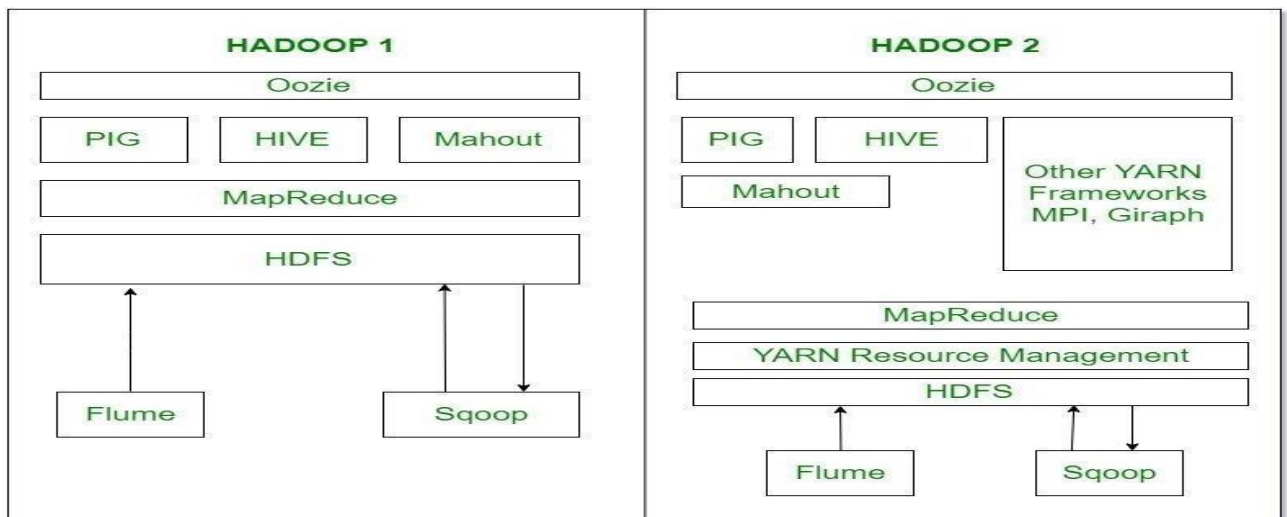 HADOOP 1
Oozie
PIG
HIVE
Mahout
MapReduce
HDFS
Flume
Sqoop
HADOOP 2
Oozie
PIG
HIVE
Other YARN
Frameworks
MPI, Giraph
Mahout
MapReduce
YARN Resource Management
HDFS
Flume
Sqoop